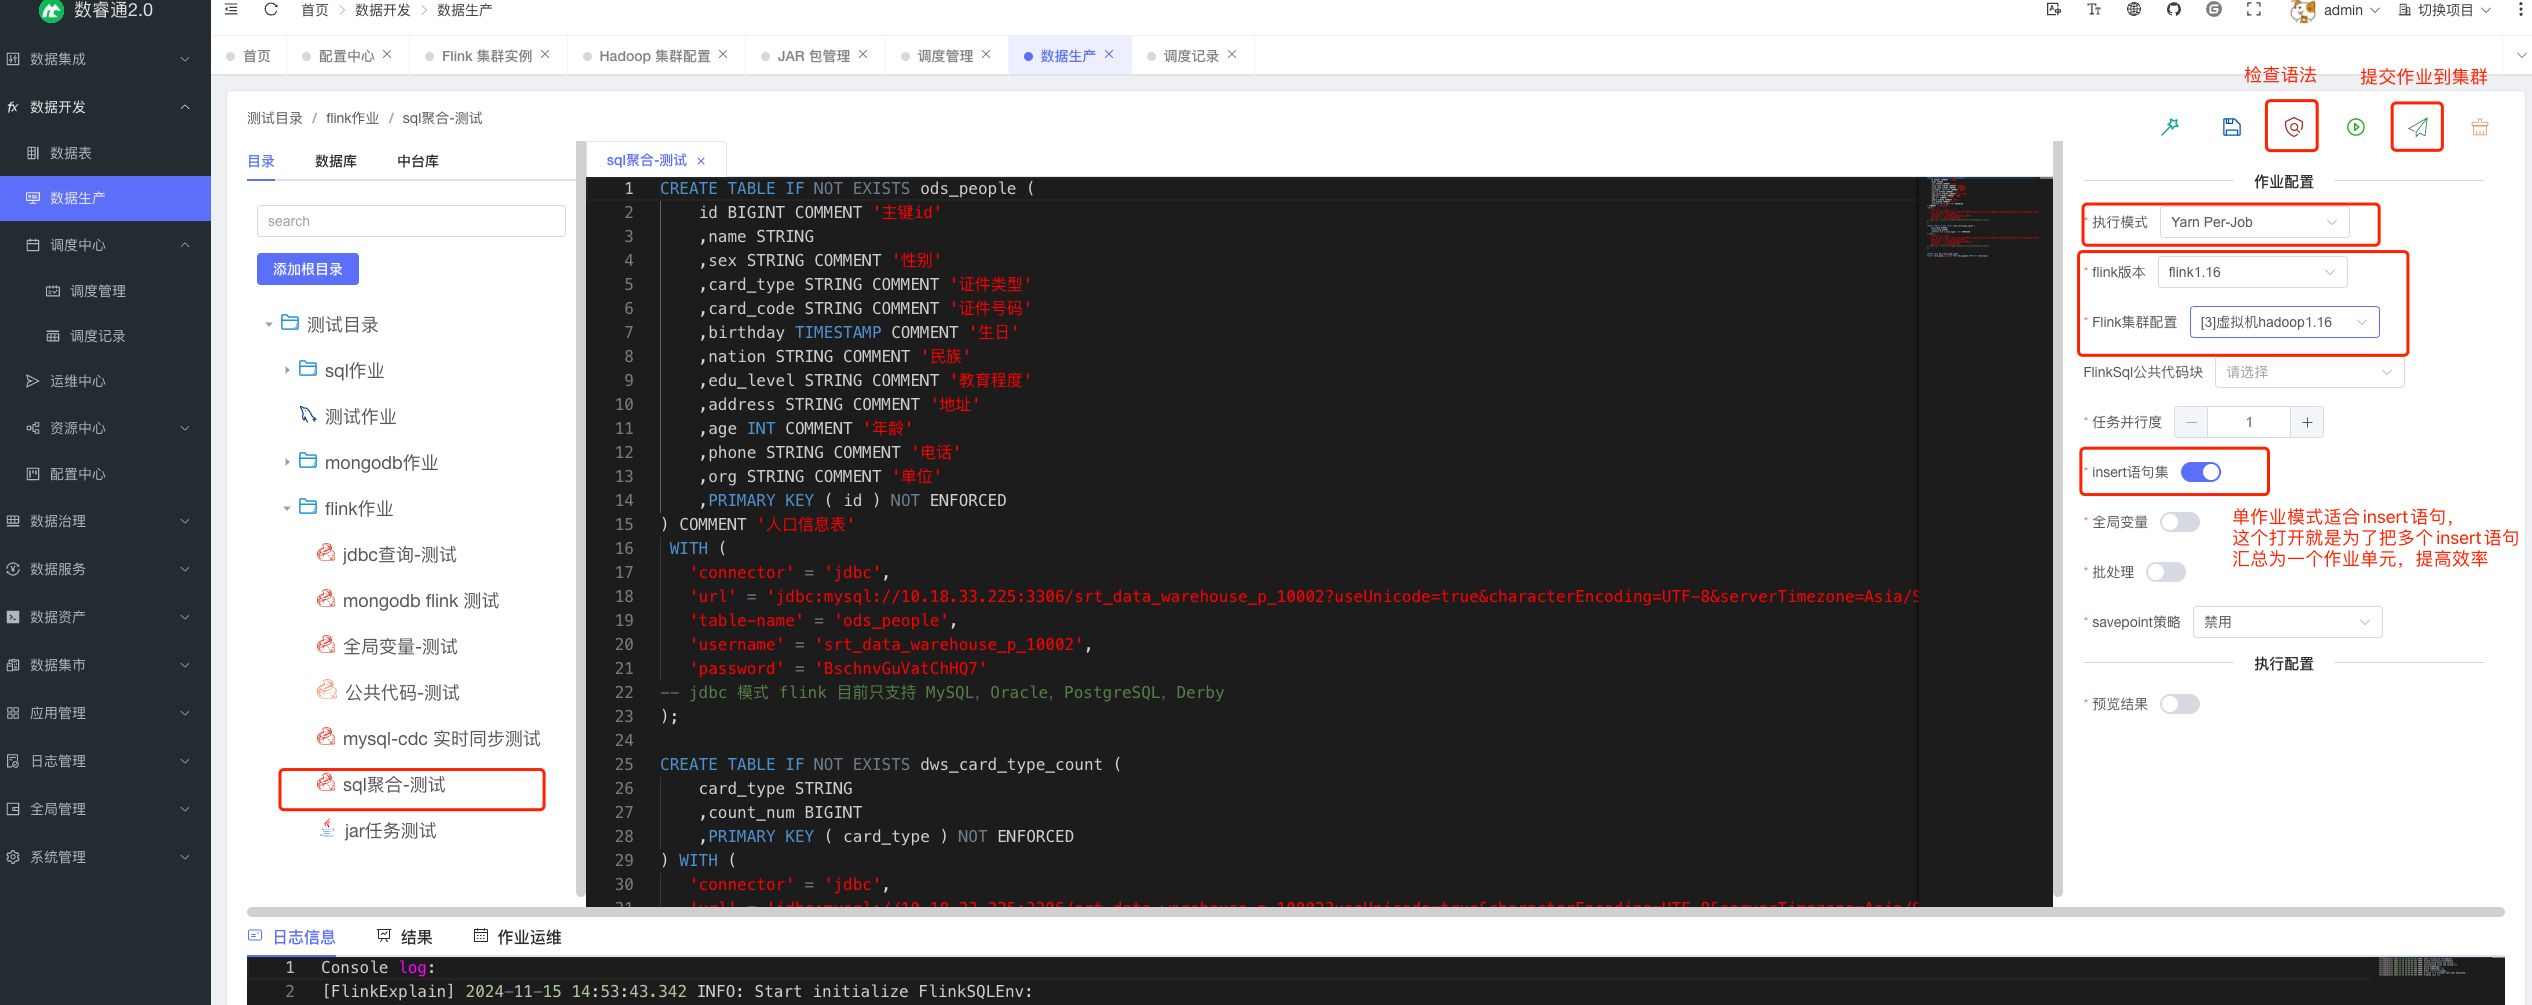 数睿通2.0
首页 > 数据开发 > 数据生产
admin
切换项目
首页
配置中心 ×
Flink 集群实例 ×
Hadoop 集群配置 ×
JAR 包管理 ×
调度管理 ×
数据生产 ×
调度记录 ×
数据集成
数据开发
数据表
数据生产
调度中心
调度管理
调度记录
运维中心
资源中心
配置中心
数据治理
数据服务
数据资产
数据集市
应用管理
日志管理
全局管理
系统管理
检查语法
提交作业到集群
测试目录 / flink作业 / sql聚合-测试
目录
数据库
中台库
search
添加根目录
测试目录
sql作业
测试作业
mongodb作业
flink作业
jdbc查询-测试
mongodb flink 测试
全局变量-测试
公共代码-测试
mysql-cdc 实时同步测试
sql聚合-测试
jar任务测试
sql聚合-测试 ×
1 CREATE TABLE IF NOT EXISTS ods_people (
2 id BIGINT COMMENT '主键id'
3 ,name STRING
4 ,sex STRING COMMENT '性别'
5 ,card_type STRING COMMENT '证件类型'
6 ,card_code STRING COMMENT '证件号码'
7 ,birthday TIMESTAMP COMMENT '生日'
8 ,nation STRING COMMENT '民族'
9 ,edu_level STRING COMMENT '教育程度'
10 ,address STRING COMMENT '地址'
11 ,age INT COMMENT '年龄'
12 ,phone STRING COMMENT '电话'
13 ,org STRING COMMENT '单位'
14 ,PRIMARY KEY ( id ) NOT ENFORCED
15 ) COMMENT '人口信息表'
16 WITH (
17 'connector' = 'jdbc',
18 'url' = 'jdbc:mysql://10.18.33.225:3306/srt_data_warehouse_p_10002?useUnicode=true&characterEncoding=UTF-8&serverTimezone=Asia/S
19 'table-name' = 'ods_people',
20 'username' = 'srt_data_warehouse_p_10002',
21 'password' = 'BschnvGuVatChHQ7'
22 -- jdbc 模式 flink 目前只支持 MySQL, Oracle, PostgreSQL, Derby
23 );
24
25 CREATE TABLE IF NOT EXISTS dws_card_type_count (
26 card_type STRING
27 ,count_num BIGINT
28 ,PRIMARY KEY ( card_type ) NOT ENFORCED
29 ) WITH (
30 'connector' = 'jdbc',
31 'url' = 'jdbc:mysql://10.18.33.225:3306/srt_data_warehouse_p_10002?useUnicode=true&characterEncoding=UTF-8&serverTimezone=Asia/S
作业配置
* 执行模式 Yarn Per-Job
* flink版本 flink1.16
* Flink集群配置 [3]虚拟机hadoop1.16
FlinkSql公共代码块 请选择
* 任务并行度 − 1 +
* insert语句集
* 全局变量
单作业模式适合insert语句,
这个打开就是为了把多个insert语句
汇总为一个作业单元，提高效率
* 批处理
* savepoint策略 禁用
执行配置
* 预览结果
日志信息
结果
作业运维
1 Console log:
2 [FlinkExplain] 2024-11-15 14:53:43.342 INFO: Start initialize FlinkSQLEnv: